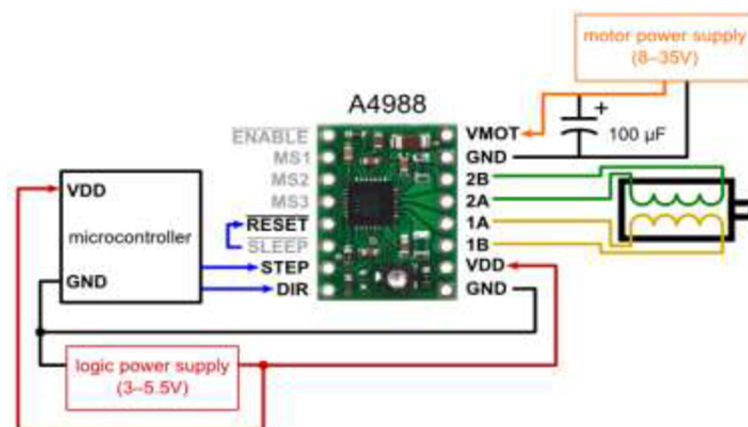 motor power supply
(8–35V)
A4988
100 µF
+
ENABLE
MS1
MS2
MS3
RESET
SLEEP
STEP
DIR
VMOT
GND
2B
2A
1A
1B
VDD
GND
VDD
microcontroller
GND
logic power supply
(3–5.5V)